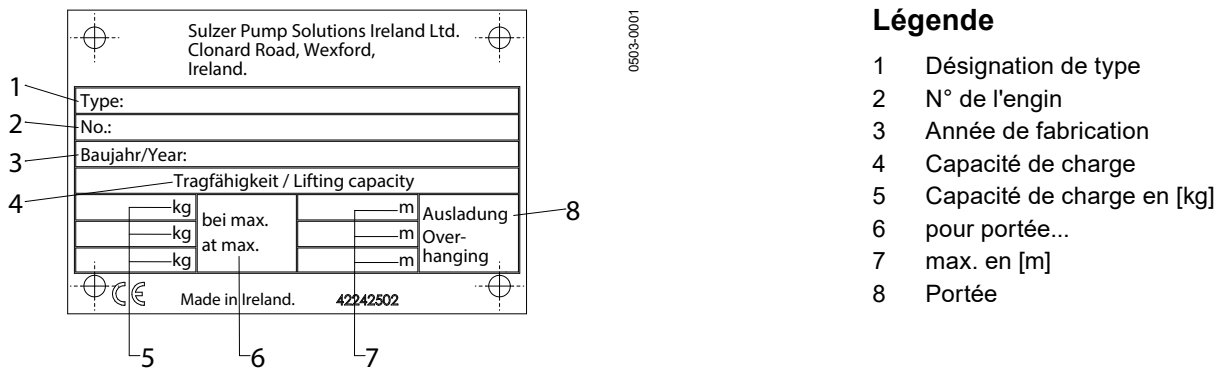 Sulzer Pump Solutions Ireland Ltd.
Clonard Road, Wexford,
Ireland.
1
Type:
2
No.:
3
Baujahr/Year:
4
Tragfähigkeit / Lifting capacity
kg
kg
kg
bei max.
at max.
m
m
m
Ausladung
Over-
hanging
8
CE
Made in Ireland.
42242502
5
6
7
0503-0001
Légende
1 Désignation de type
2 N° de l'engin
3 Année de fabrication
4 Capacité de charge
5 Capacité de charge en [kg]
6 pour portée...
7 max. en [m]
8 Portée